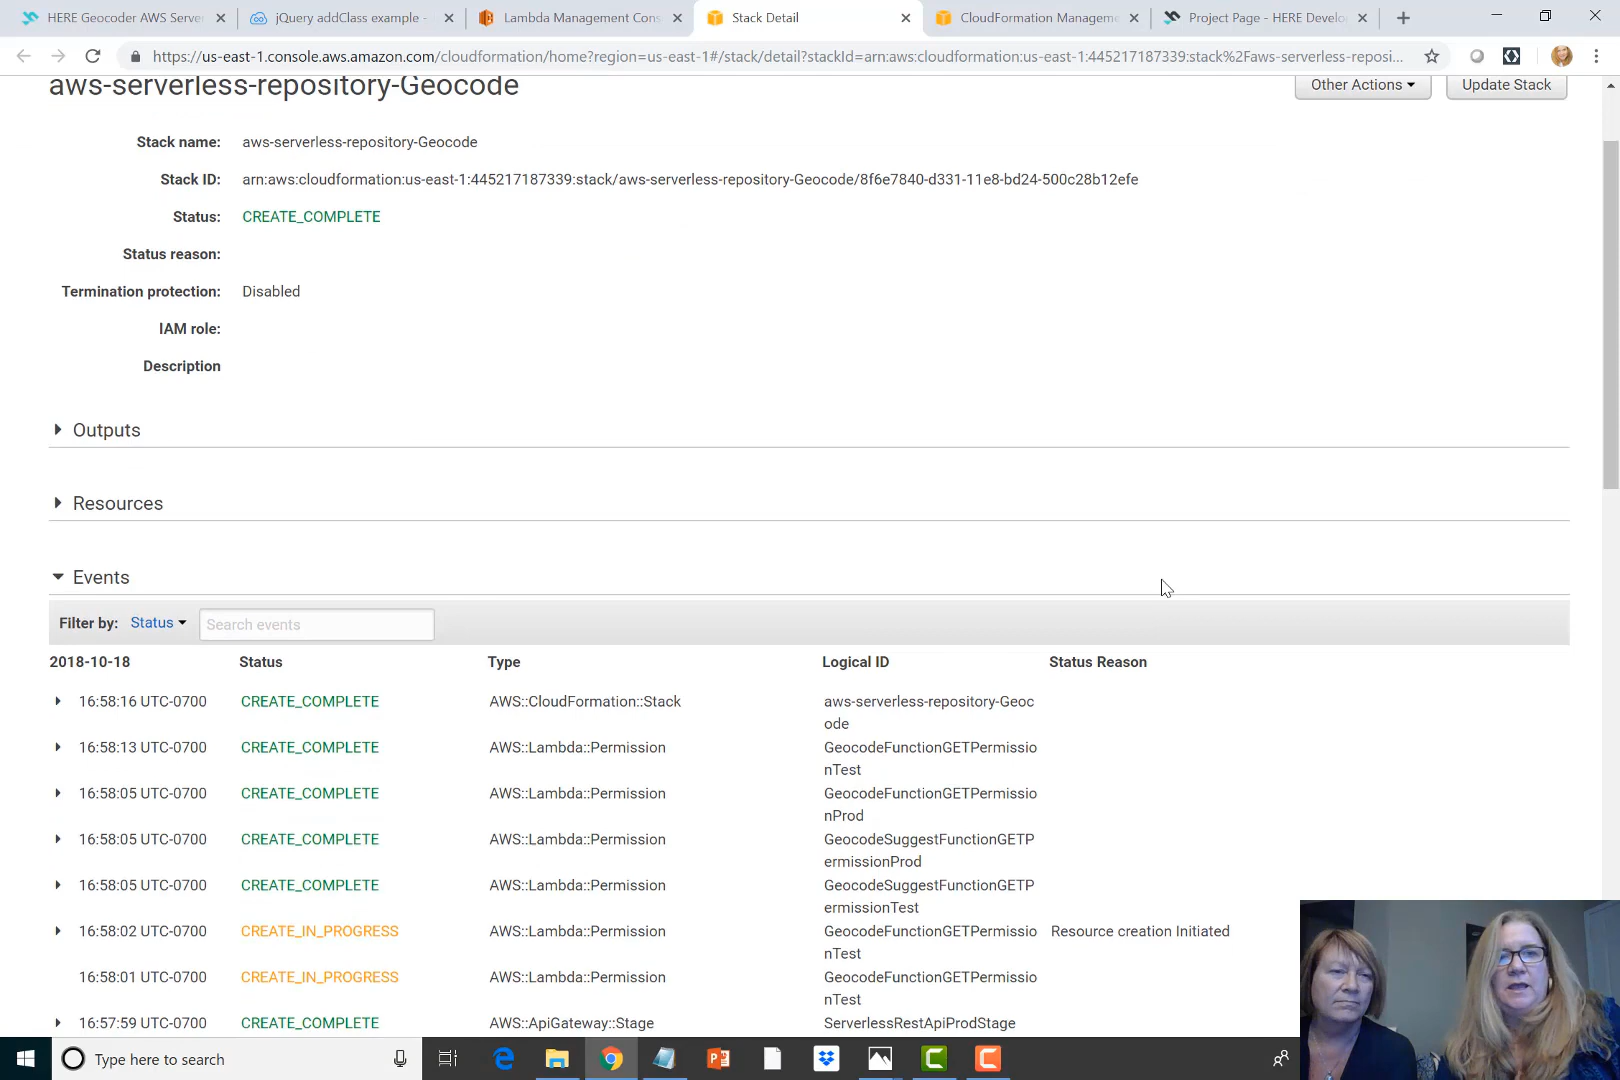 HERE Geocoder AWS Server
jQuery addClass example -
Lambda Management Cons
Stack Detail
CloudFormation Manageme
Project Page - HERE Develo
https://us-east-1.console.aws.amazon.com/cloudformation/home?region=us-east-1#/stack/detail?stackId=arn:aws:cloudformation:us-east-1:445217187339:stack%2Faws-serverless-reposi...
aws-serverless-repository-Geocode
Other Actions
Update Stack
Stack name: aws-serverless-repository-Geocode
Stack ID: arn:aws:cloudformation:us-east-1:445217187339:stack/aws-serverless-repository-Geocode/8f6e7840-d331-11e8-bd24-500c28b12efe
Status: CREATE_COMPLETE
Status reason:
Termination protection: Disabled
IAM role:
Description
Outputs
Resources
Events
Filter by: Status Search events
2018-10-18 Status Type Logical ID Status Reason
16:58:16 UTC-0700 CREATE_COMPLETE AWS::CloudFormation::Stack aws-serverless-repository-Geoc
ode
16:58:13 UTC-0700 CREATE_COMPLETE AWS::Lambda::Permission GeocodeFunctionGETPermissio
nTest
16:58:05 UTC-0700 CREATE_COMPLETE AWS::Lambda::Permission GeocodeFunctionGETPermissio
nProd
16:58:05 UTC-0700 CREATE_COMPLETE AWS::Lambda::Permission GeocodeSuggestFunctionGETP
ermissionProd
16:58:05 UTC-0700 CREATE_COMPLETE AWS::Lambda::Permission GeocodeSuggestFunctionGETP
ermissionTest
16:58:02 UTC-0700 CREATE_IN_PROGRESS AWS::Lambda::Permission GeocodeFunctionGETPermissio Resource creation Initiated
nTest
16:58:01 UTC-0700 CREATE_IN_PROGRESS AWS::Lambda::Permission GeocodeFunctionGETPermissio
nTest
16:57:59 UTC-0700 CREATE_COMPLETE AWS::ApiGateway::Stage ServerlessRestApiProdStage
Type here to search